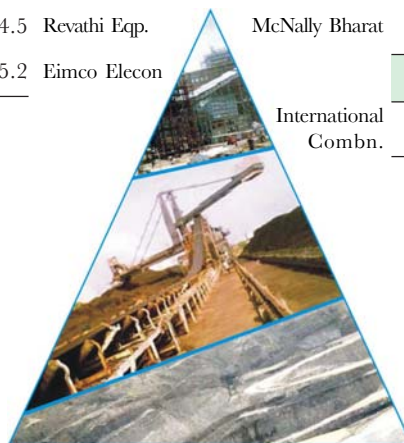 4.5 Revathi Eqp.
5.2 Eimco Elecon
McNally Bharat
International
Combn.